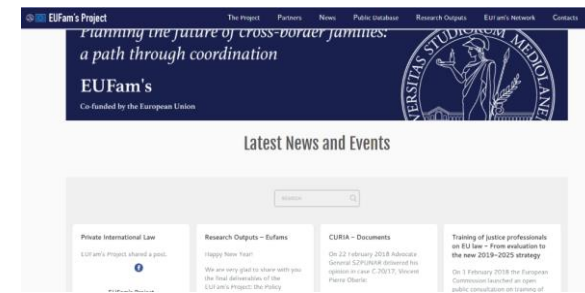 EUFam's Project The Project Partners News Public Database Research Outputs EUFam's Network Contacts
Planning the future of cross-border families:
a path through coordination
EUFam's
Co-funded by the European Union
STUDIORUM MEDIOLANE
UNIVERSITAS
Latest News and Events
Private International Law
EUFam's Project shared a post.
EUFam's Project
Research Outputs – Eufams
Happy New Year!
We are very glad to share with you
the final deliverables of the
EUFam's Project: the Policy
CURIA – Documents
On 22 February 2018 Advocate
General SZPUNAR delivered his
opinion in case C-20/17, Vincent
Pierre Oberle:
Training of justice professionals
on EU law – From evaluation to
the new 2019–2025 strategy
On 1 February 2018 the European
Commission launched an open
public consultation on training of